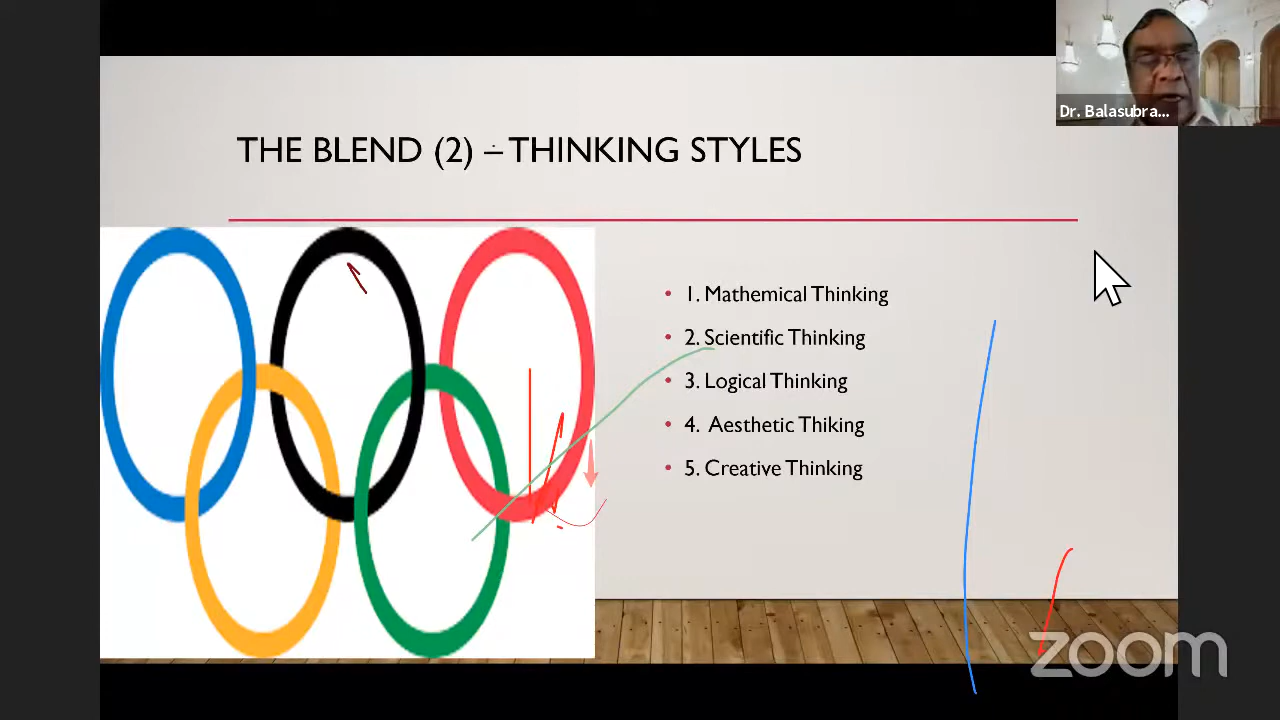 Dr. Balasubra...
THE BLEND (2) – THINKING STYLES
• 1. Mathemical Thinking
• 2. Scientific Thinking
• 3. Logical Thinking
• 4. Aesthetic Thiking
• 5. Creative Thinking
zoom